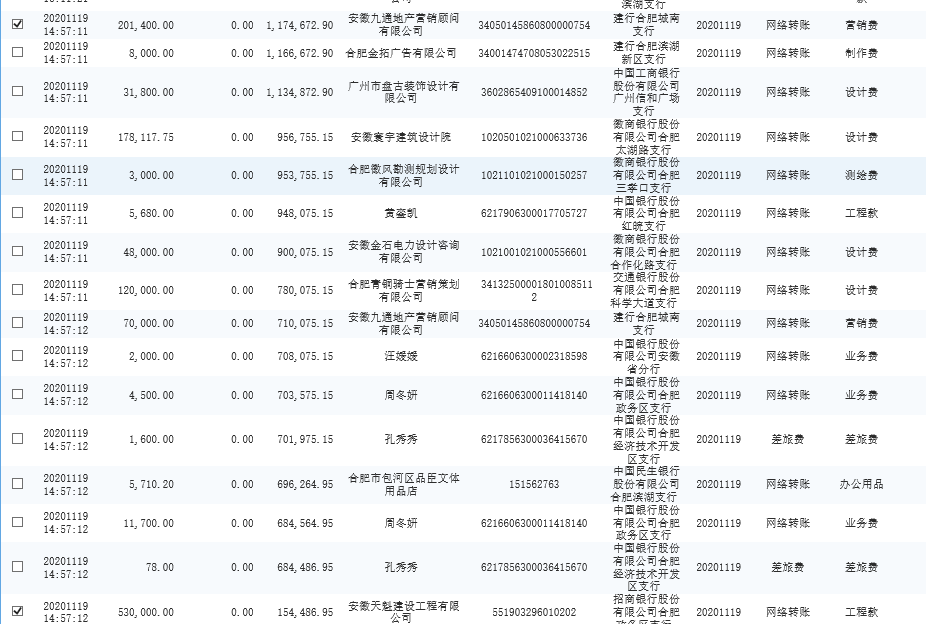 滨湖支行
20201119 14:57:11 201,400.00 0.00 1,174,672.90 安徽九通地产营销顾问有限公司 34050145860800000754 建行合肥城南支行 20201119 网络转账 营销费
20201119 14:57:11 8,000.00 0.00 1,166,672.90 合肥金拓广告有限公司 34001474708053022515 建行合肥滨湖新区支行 20201119 网络转账 制作费
20201119 14:57:11 31,800.00 0.00 1,134,872.90 广州市盘古装饰设计有限公司 3602865409100014852 中国工商银行股份有限公司广州信和广场支行 20201119 网络转账 设计费
20201119 14:57:11 178,117.75 0.00 956,755.15 安徽寰宇建筑设计院 1020501021000633736 徽商银行股份有限公司合肥太湖路支行 20201119 网络转账 设计费
20201119 14:57:11 3,000.00 0.00 953,755.15 合肥徽风勘测规划设计有限公司 1021101021000150257 徽商银行股份有限公司合肥三孝口支行 20201119 网络转账 测绘费
20201119 14:57:11 5,680.00 0.00 948,075.15 黄銮凯 6217906300017705727 中国银行股份有限公司合肥红皖支行 20201119 网络转账 工程款
20201119 14:57:11 48,000.00 0.00 900,075.15 安徽金石电力设计咨询有限公司 1021001021000556601 徽商银行股份有限公司合肥合作化路支行 20201119 网络转账 设计费
20201119 14:57:11 120,000.00 0.00 780,075.15 合肥青铜骑士营销策划有限公司 341325000018010085112 交通银行股份有限公司合肥科学大道支行 20201119 网络转账 设计费
20201119 14:57:12 70,000.00 0.00 710,075.15 安徽九通地产营销顾问有限公司 34050145860800000754 建行合肥城南支行 20201119 网络转账 营销费
20201119 14:57:12 2,000.00 0.00 708,075.15 汪媛媛 6216606300002318598 中国银行股份有限公司安徽省分行 20201119 网络转账 业务费
20201119 14:57:12 4,500.00 0.00 703,575.15 周冬妍 6216606300011418140 中国银行股份有限公司合肥政务区支行 20201119 网络转账 业务费
20201119 14:57:12 1,600.00 0.00 701,975.15 孔秀秀 6217856300036415670 中国银行股份有限公司合肥经济技术开发区支行 20201119 差旅费 差旅费
20201119 14:57:12 5,710.20 0.00 696,264.95 合肥市包河区品臣文体用品店 151562763 中国民生银行股份有限公司合肥滨湖支行 20201119 网络转账 办公用品
20201119 14:57:12 11,700.00 0.00 684,564.95 周冬妍 6216606300011418140 中国银行股份有限公司合肥政务区支行 20201119 网络转账 业务费
20201119 14:57:12 78.00 0.00 684,486.95 孔秀秀 6217856300036415670 中国银行股份有限公司合肥经济技术开发区支行 20201119 差旅费 差旅费
20201119 14:57:12 530,000.00 0.00 154,486.95 安徽天魁建设工程有限公司 551903296010202 招商银行股份有限公司合肥 20201119 网络转账 工程款